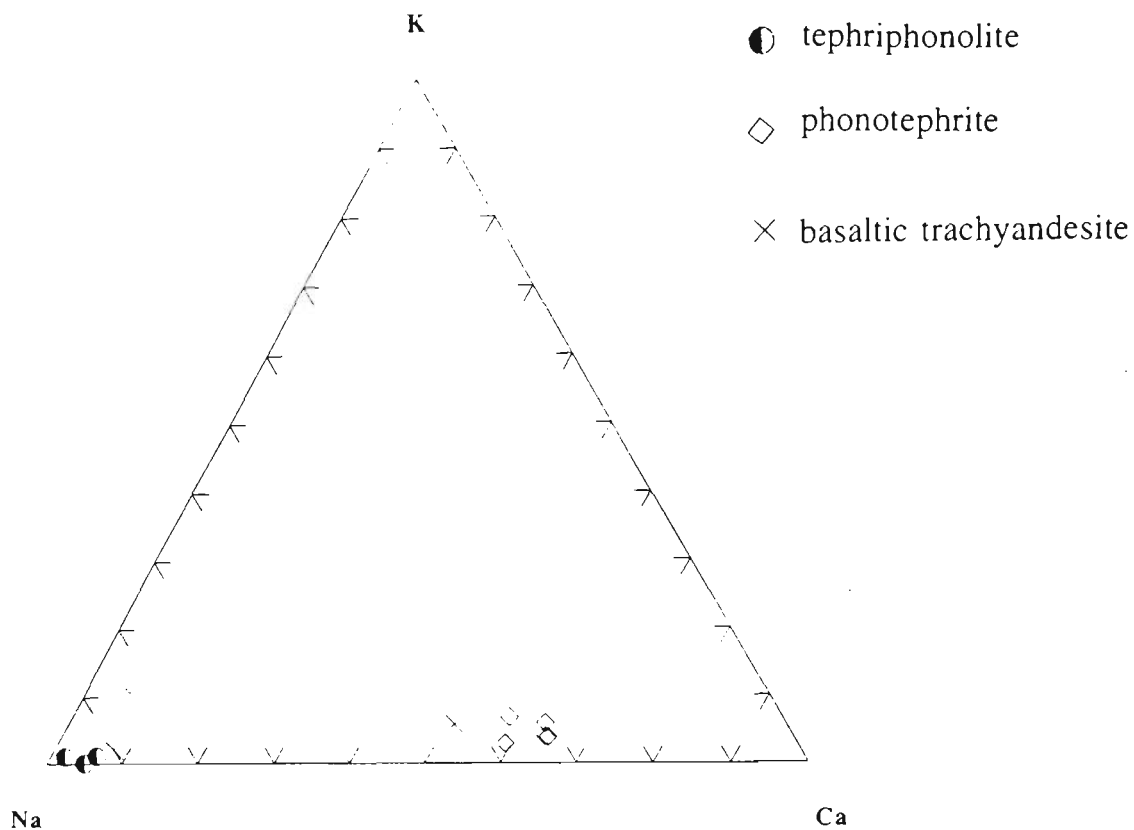 K
tephriphonolite
phonotephrite
basaltic trachyandesite
Na
Ca